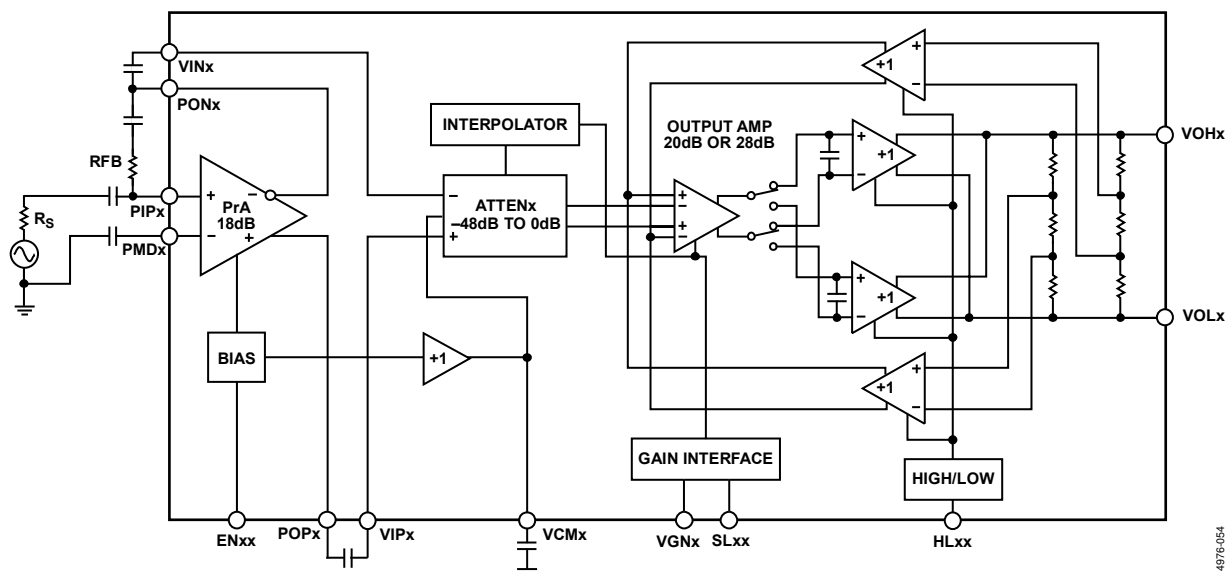 VINx
PONx
RFB
RS
PIPx
PMDx
+
–
PrA
18dB
–
+
BIAS
+1
INTERPOLATOR
–
ATTENx
–48dB TO 0dB
+
OUTPUT AMP
20dB OR 28dB
+
–
+
–
+
–
+1
+
–
+1
+
–
+1
+
–
+1
VOHx
VOLx
GAIN INTERFACE
HIGH/LOW
ENxx
POPx
VIPx
VCMx
VGNx
SLxx
HLxx
4976-054